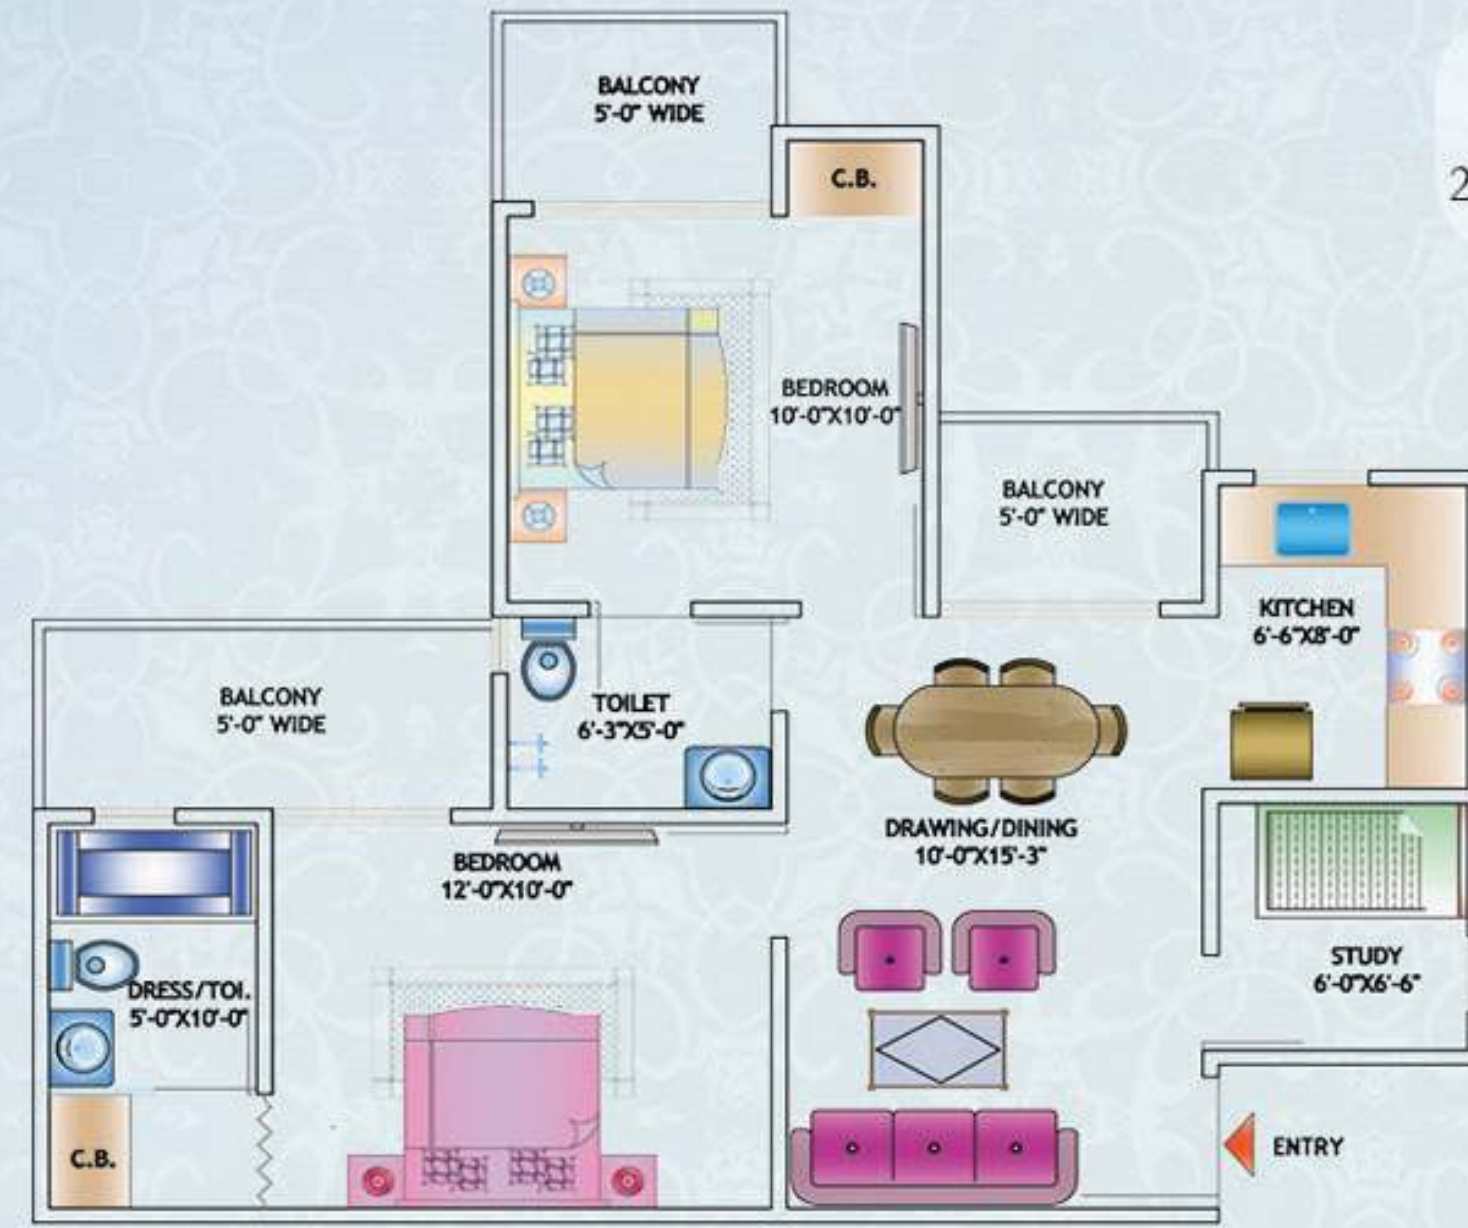 BALCONY
5'-0" WIDE
C.B.
2
BEDROOM
10'-0"X10'-0"
BALCONY
5'-0" WIDE
KITCHEN
6'-6"X8'-0"
BALCONY
5'-0" WIDE
TOILET
6'-3"X5'-0"
DRAWING/DINING
10'-0"X15'-3"
BEDROOM
12'-0"X10'-0"
STUDY
6'-0"X6'-6"
DRESS/TOI.
5'-0"X10'-0"
C.B.
ENTRY